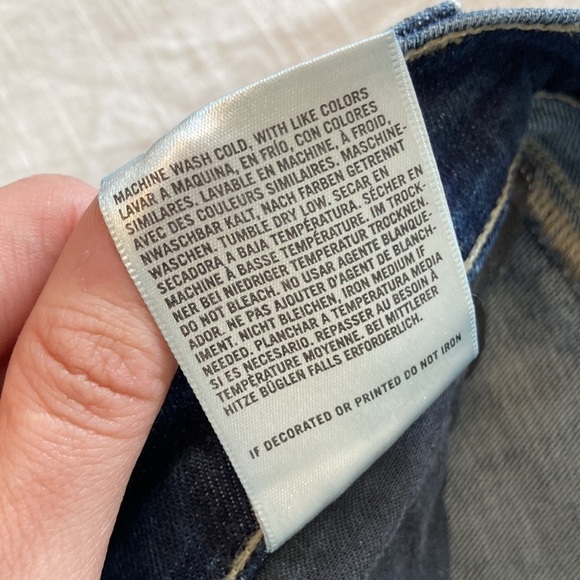 MACHINE WASH COLD, WITH LIKE COLORS
LAVAR A MAQUINA, EN FRÍO, CON COLORES
SIMILARES, LAVABLE EN MACHINE, À FROID,
AVEC DES COULEURS SIMILAIRES, MASCHINE-
NWASCHBAR KALT, NACH FARBEN GETRENNT
WASCHEN, TUMBLE DRY LOW. SECAR EN
SECADORA A BAJA TEMPERATURA. SÉCHER EN
MACHINE À BASSE TEMPÉRATURE. IM TROCK-
NER BEI NIEDRIGER TEMPERATUR TROCKNEN.
DO NOT BLEACH. NO USAR AGENTE BLANQUE-
ADOR. NE PAS AJOUTER D'AGENT DE BLANCH-
IMENT. NICHT BLEICHEN, IRON MEDIUM IF
NEEDED. PLANCHAR A TEMPERATURA MEDIA
SI ES NECESARIO. REPASSER AU BESOIN À
TEMPÉRATURE MOYENNE. BEI MITTLERER
HITZE BÜGLEN FALLS ERFORDERLICH.
IF DECORATED OR PRINTED DO NOT IRON